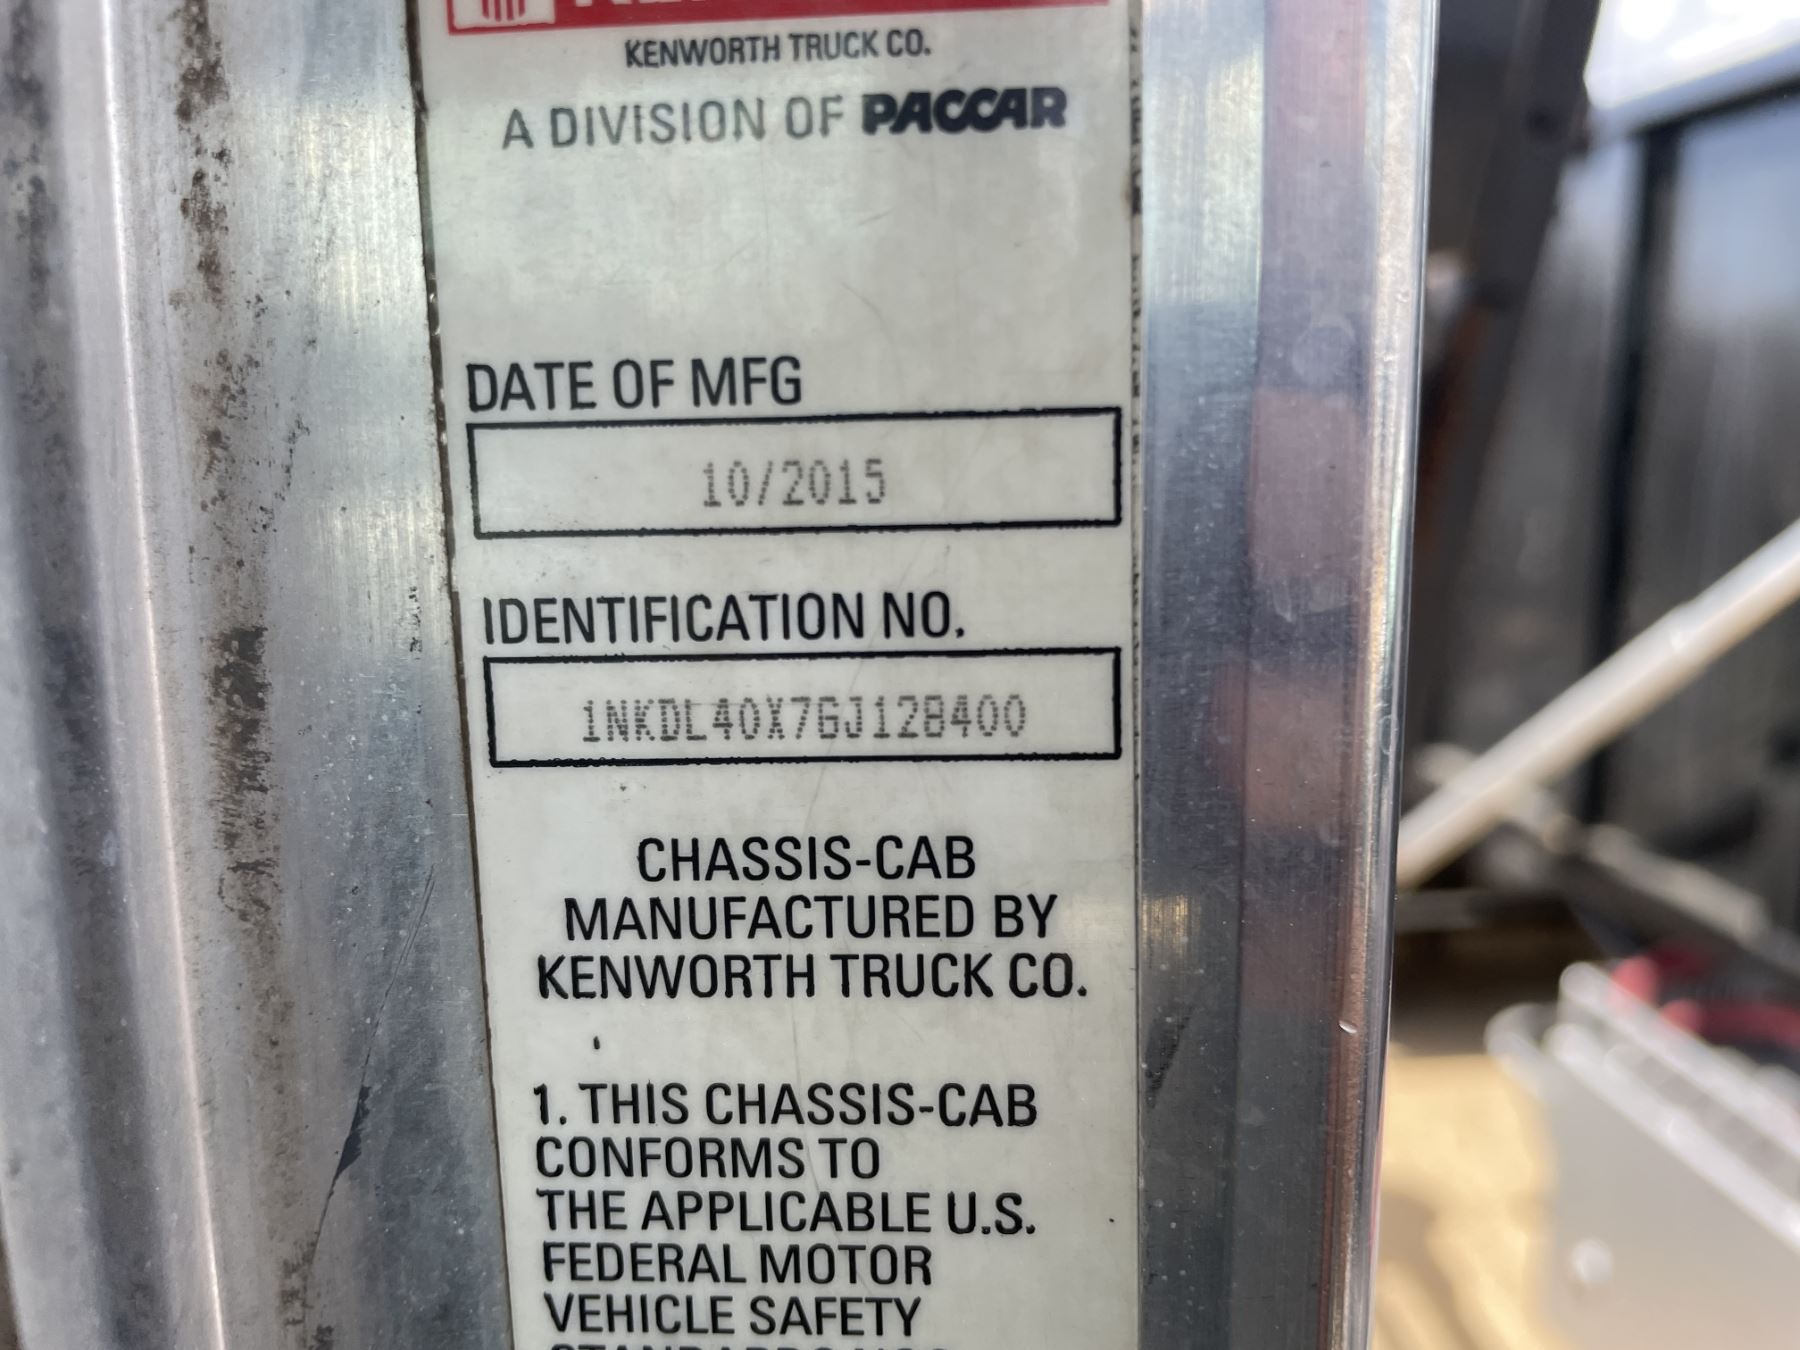 KENWORTH TRUCK CO.
A DIVISION OF PACCAR
DATE OF MFG
10/2015
IDENTIFICATION NO.
1NKDL40X7GJ128400
CHASSIS-CAB
MANUFACTURED BY
KENWORTH TRUCK CO.
1. THIS CHASSIS-CAB
CONFORMS TO
THE APPLICABLE U.S.
FEDERAL MOTOR
VEHICLE SAFETY